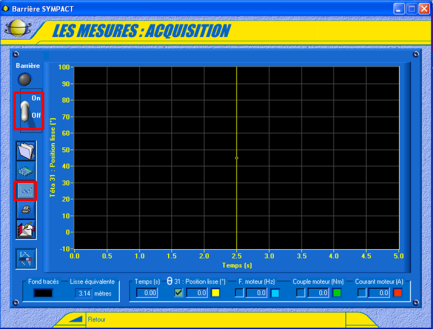 Barrière SYMPACT
LES MESURES : ACQUISITION
Barrière
On
Off
Téta 31 : Position lisse (°)
100
90
80
70
60
50
40
30
20
10
0
-10
0.0 0.5 1.0 1.5 2.0 2.5 3.0 3.5 4.0 4.5 5.0
Temps (s)
Fond tracés Lisse équivalente Temps (s) θ 31 : Position lisse (°) F. moteur (Hz) Couple moteur (Nm) Courant moteur (A)
3.14 mètres 0.00 0.0 0.0 0.0 0.0
Retour